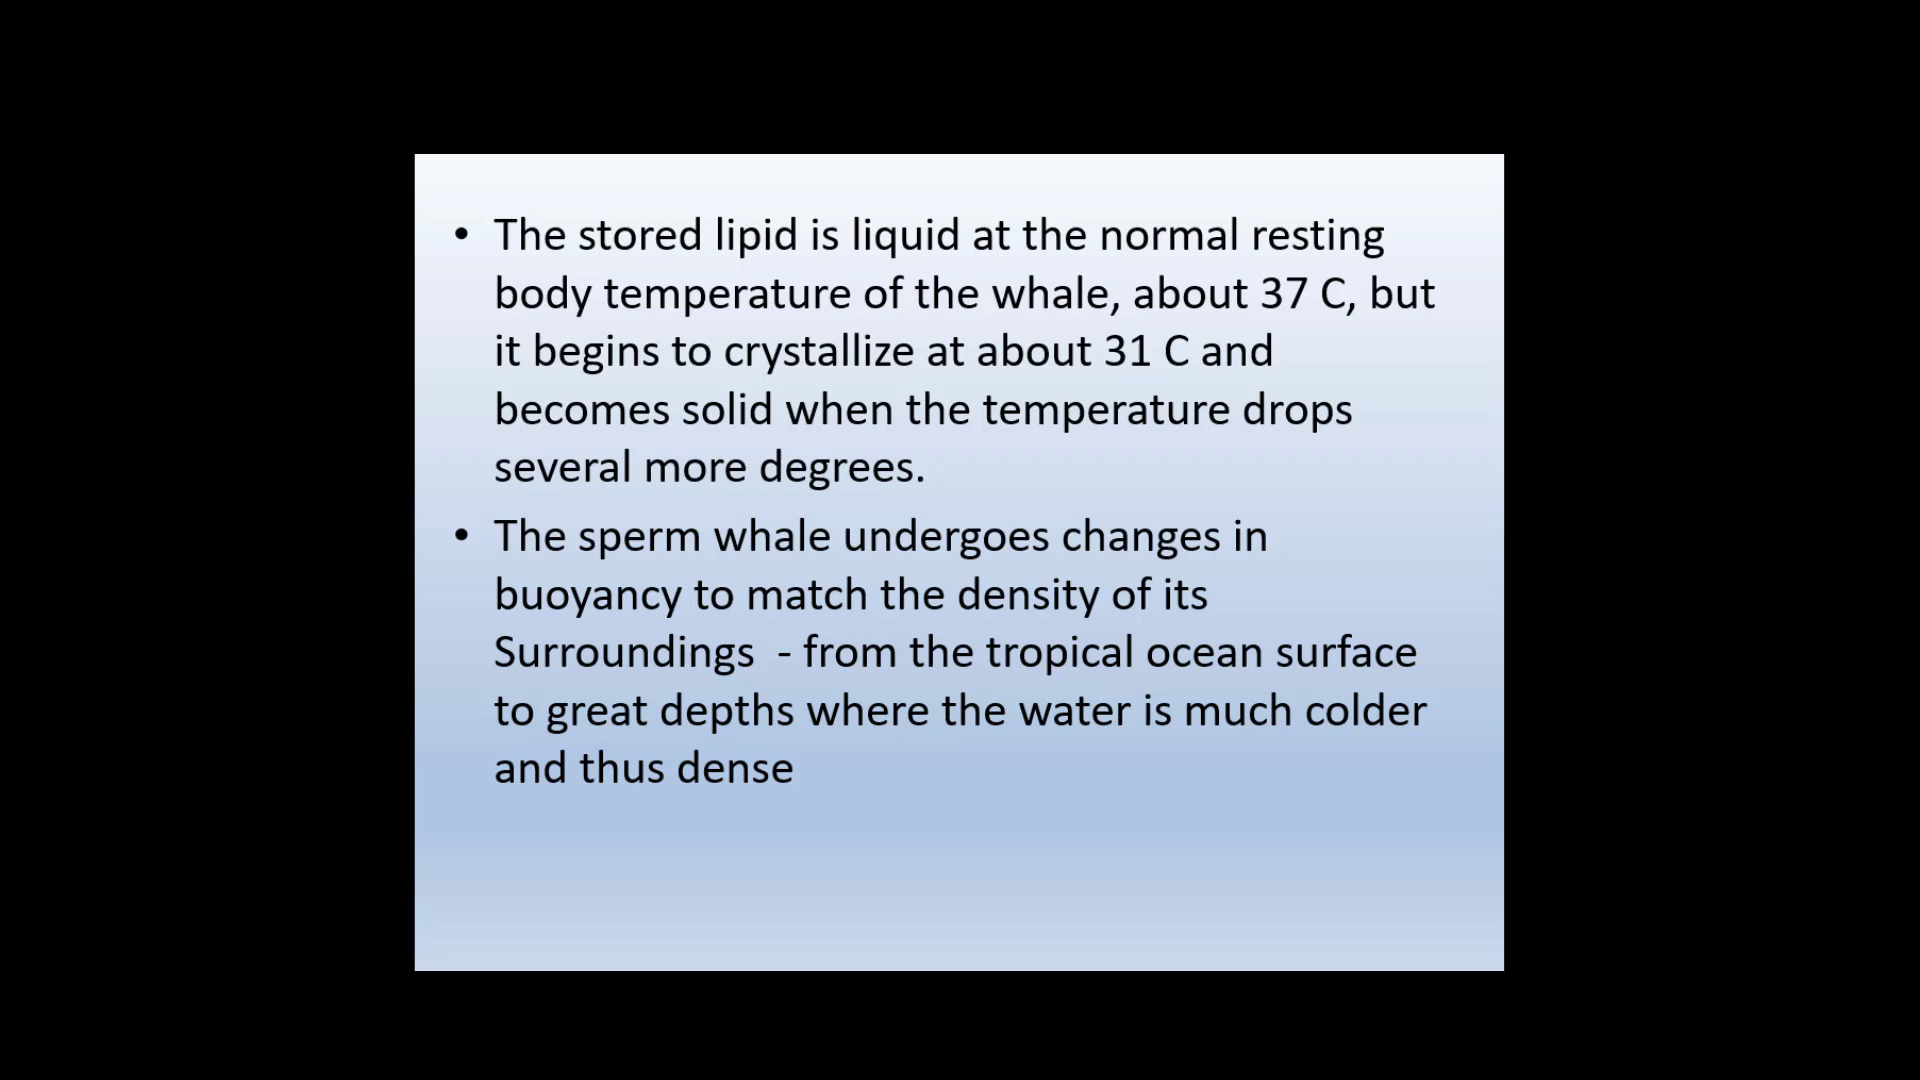 • The stored lipid is liquid at the normal resting
body temperature of the whale, about 37 C, but
it begins to crystallize at about 31 C and
becomes solid when the temperature drops
several more degrees.
• The sperm whale undergoes changes in
buoyancy to match the density of its
Surroundings  - from the tropical ocean surface
to great depths where the water is much colder
and thus dense